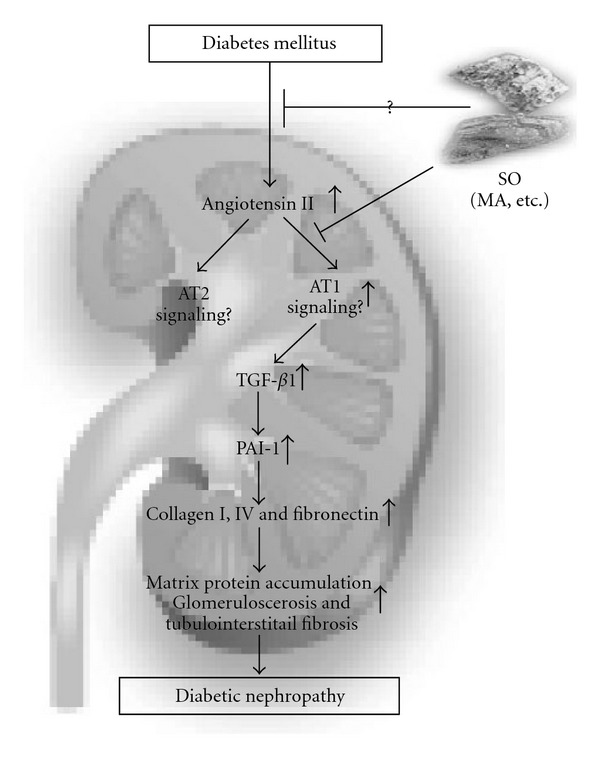 Diabetes mellitus
?
SO
(MA, etc.)
Angiotensin II ↑
AT2
signaling?
AT1
signaling? ↑
TGF-β1 ↑
PAI-1 ↑
Collagen I, IV and fibronectin ↑
Matrix protein accumulation ↑
Glomeruloscerosis and
tubulointerstitail fibrosis
Diabetic nephropathy